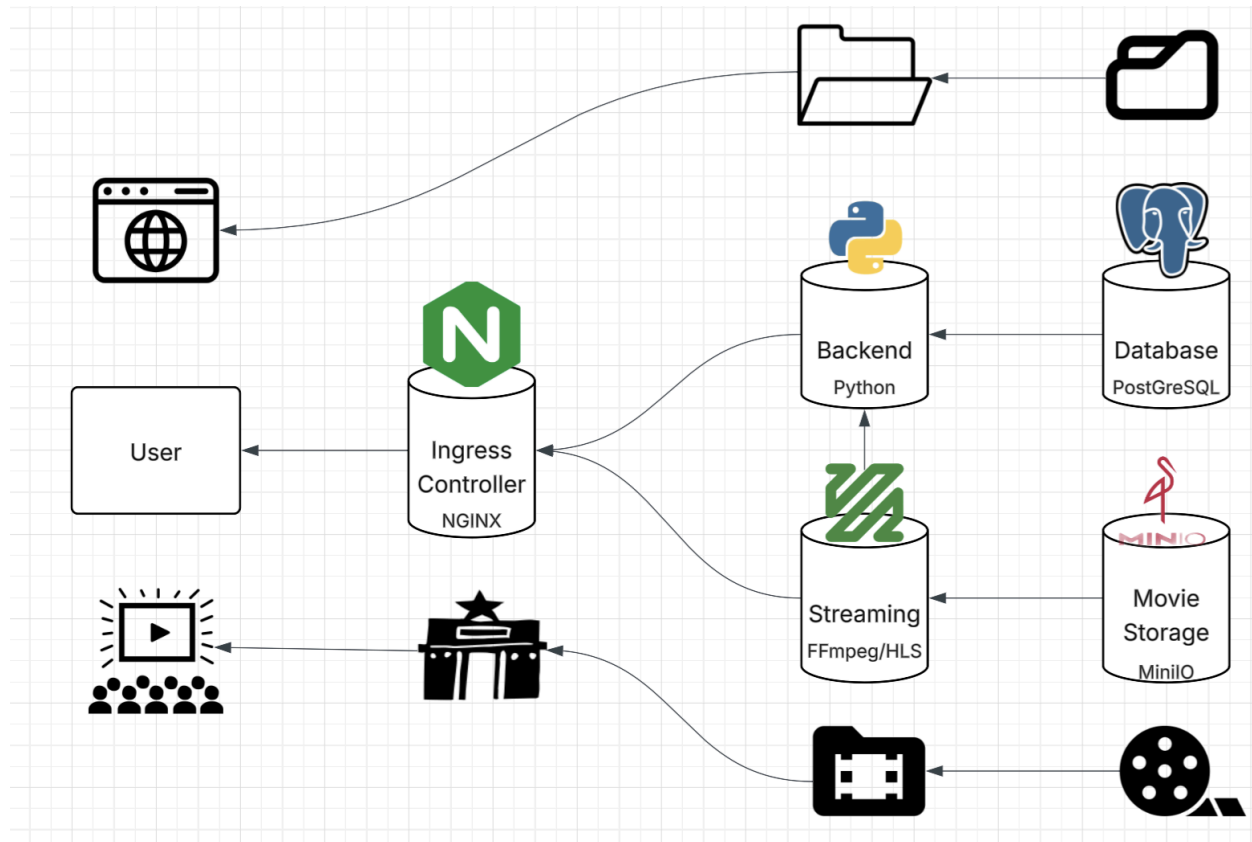 Backend
Python
Database
PostGreSQL
User
Ingress
Controller
NGINX
Streaming
FFmpeg/HLS
MINIO
Movie
Storage
MiniIO